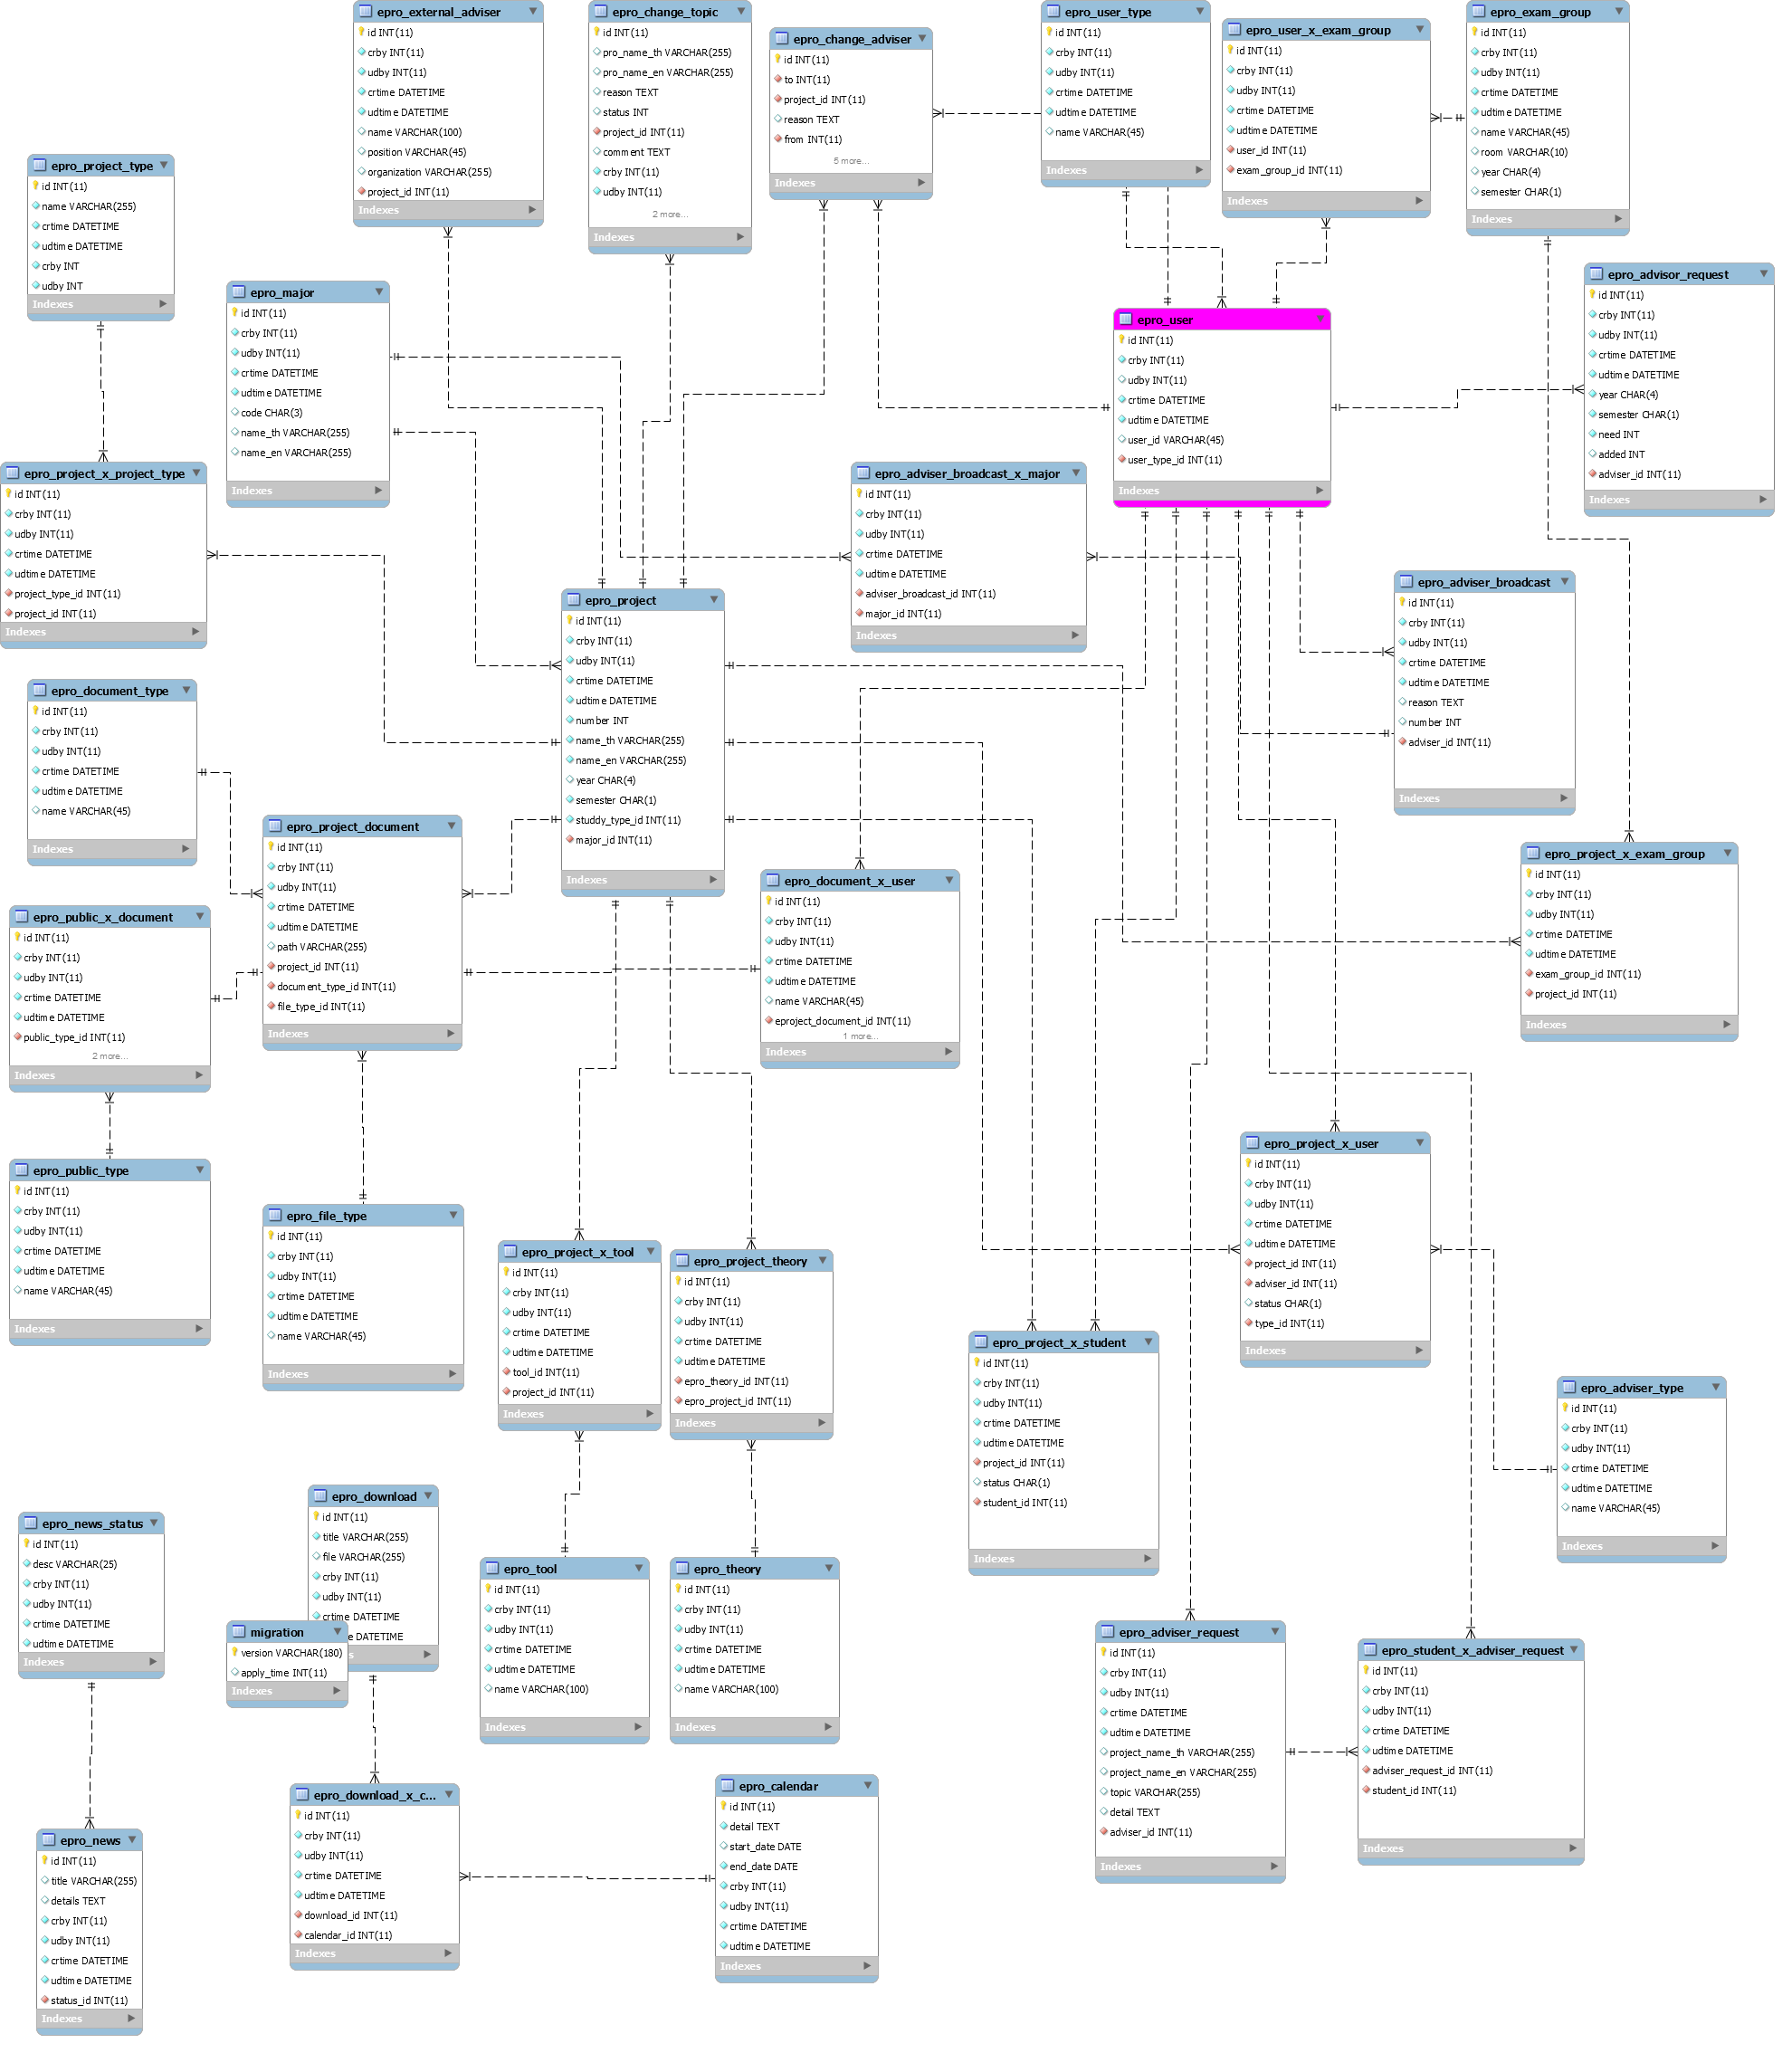 epro_external_adviser
id INT(11)
crby INT(11)
udby INT(11)
crtime DATETIME
udtime DATETIME
name VARCHAR(100)
position VARCHAR(45)
organization VARCHAR(255)
project_id INT(11)
Indexes
epro_change_topic
id INT(11)
pro_name_th VARCHAR(255)
pro_name_en VARCHAR(255)
reason TEXT
status INT
project_id INT(11)
comment TEXT
crby INT(11)
udby INT(11)
2 more...
Indexes
epro_change_adviser
id INT(11)
to INT(11)
project_id INT(11)
reason TEXT
from INT(11)
5 more...
Indexes
epro_user_type
id INT(11)
crby INT(11)
udby INT(11)
crtime DATETIME
udtime DATETIME
name VARCHAR(45)
Indexes
epro_user_x_exam_group
id INT(11)
crby INT(11)
udby INT(11)
crtime DATETIME
udtime DATETIME
user_id INT(11)
exam_group_id INT(11)
Indexes
epro_exam_group
id INT(11)
crby INT(11)
udby INT(11)
crtime DATETIME
udtime DATETIME
name VARCHAR(45)
room VARCHAR(10)
year CHAR(4)
semester CHAR(1)
Indexes
epro_project_type
id INT(11)
name VARCHAR(255)
crtime DATETIME
udtime DATETIME
crby INT
udby INT
Indexes
epro_major
id INT(11)
crby INT(11)
udby INT(11)
crtime DATETIME
udtime DATETIME
code CHAR(3)
name_th VARCHAR(255)
name_en VARCHAR(255)
Indexes
epro_user
id INT(11)
crby INT(11)
udby INT(11)
crtime DATETIME
udtime DATETIME
user_id VARCHAR(45)
user_type_id INT(11)
Indexes
epro_advisor_request
id INT(11)
crby INT(11)
udby INT(11)
crtime DATETIME
udtime DATETIME
year CHAR(4)
semester CHAR(1)
need INT
added INT
adviser_id INT(11)
Indexes
epro_project_x_project_type
id INT(11)
crby INT(11)
udby INT(11)
crtime DATETIME
udtime DATETIME
project_type_id INT(11)
project_id INT(11)
Indexes
epro_adviser_broadcast_x_major
id INT(11)
crby INT(11)
udby INT(11)
crtime DATETIME
udtime DATETIME
adviser_broadcast_id INT(11)
major_id INT(11)
Indexes
epro_project
id INT(11)
crby INT(11)
udby INT(11)
crtime DATETIME
udtime DATETIME
number INT
name_th VARCHAR(255)
name_en VARCHAR(255)
year CHAR(4)
semester CHAR(1)
studdy_type_id INT(11)
major_id INT(11)
Indexes
epro_adviser_broadcast
id INT(11)
crby INT(11)
udby INT(11)
crtime DATETIME
udtime DATETIME
reason TEXT
number INT
adviser_id INT(11)
Indexes
epro_document_type
id INT(11)
crby INT(11)
udby INT(11)
crtime DATETIME
udtime DATETIME
name VARCHAR(45)
Indexes
epro_project_document
id INT(11)
crby INT(11)
udby INT(11)
crtime DATETIME
udtime DATETIME
path VARCHAR(255)
project_id INT(11)
document_type_id INT(11)
file_type_id INT(11)
Indexes
epro_document_x_user
id INT(11)
crby INT(11)
udby INT(11)
crtime DATETIME
udtime DATETIME
name VARCHAR(45)
eproject_document_id INT(11)
1 more...
Indexes
epro_project_x_exam_group
id INT(11)
crby INT(11)
udby INT(11)
crtime DATETIME
udtime DATETIME
exam_group_id INT(11)
project_id INT(11)
Indexes
epro_public_x_document
id INT(11)
crby INT(11)
udby INT(11)
crtime DATETIME
udtime DATETIME
public_type_id INT(11)
2 more...
Indexes
epro_public_type
id INT(11)
crby INT(11)
udby INT(11)
crtime DATETIME
udtime DATETIME
name VARCHAR(45)
Indexes
epro_file_type
id INT(11)
crby INT(11)
udby INT(11)
crtime DATETIME
udtime DATETIME
name VARCHAR(45)
Indexes
epro_project_x_tool
id INT(11)
crby INT(11)
udby INT(11)
crtime DATETIME
udtime DATETIME
tool_id INT(11)
project_id INT(11)
Indexes
epro_project_theory
id INT(11)
crby INT(11)
udby INT(11)
crtime DATETIME
udtime DATETIME
epro_theory_id INT(11)
epro_project_id INT(11)
Indexes
epro_project_x_user
id INT(11)
crby INT(11)
udby INT(11)
crtime DATETIME
udtime DATETIME
project_id INT(11)
adviser_id INT(11)
status CHAR(1)
type_id INT(11)
Indexes
epro_project_x_student
id INT(11)
crby INT(11)
udby INT(11)
crtime DATETIME
udtime DATETIME
project_id INT(11)
status CHAR(1)
student_id INT(11)
Indexes
epro_adviser_type
id INT(11)
crby INT(11)
udby INT(11)
crtime DATETIME
udtime DATETIME
name VARCHAR(45)
Indexes
epro_news_status
id INT(11)
desc VARCHAR(25)
crby INT(11)
udby INT(11)
crtime DATETIME
udtime DATETIME
Indexes
epro_download
id INT(11)
title VARCHAR(255)
file VARCHAR(255)
crby INT(11)
udby INT(11)
crtime DATETIME
DATETIME
migration
version VARCHAR(180)
apply_time INT(11)
Indexes
epro_tool
id INT(11)
crby INT(11)
udby INT(11)
crtime DATETIME
udtime DATETIME
name VARCHAR(100)
Indexes
epro_theory
id INT(11)
crby INT(11)
udby INT(11)
crtime DATETIME
udtime DATETIME
name VARCHAR(100)
Indexes
epro_adviser_request
id INT(11)
crby INT(11)
udby INT(11)
crtime DATETIME
udtime DATETIME
project_name_th VARCHAR(255)
project_name_en VARCHAR(255)
topic VARCHAR(255)
detail TEXT
adviser_id INT(11)
Indexes
epro_student_x_adviser_request
id INT(11)
crby INT(11)
udby INT(11)
crtime DATETIME
udtime DATETIME
adviser_request_id INT(11)
student_id INT(11)
Indexes
epro_news
id INT(11)
title VARCHAR(255)
details TEXT
crby INT(11)
udby INT(11)
crtime DATETIME
udtime DATETIME
status_id INT(11)
Indexes
epro_download_x_c...
id INT(11)
crby INT(11)
udby INT(11)
crtime DATETIME
udtime DATETIME
download_id INT(11)
calendar_id INT(11)
Indexes
epro_calendar
id INT(11)
detail TEXT
start_date DATE
end_date DATE
crby INT(11)
udby INT(11)
crtime DATETIME
udtime DATETIME
Indexes